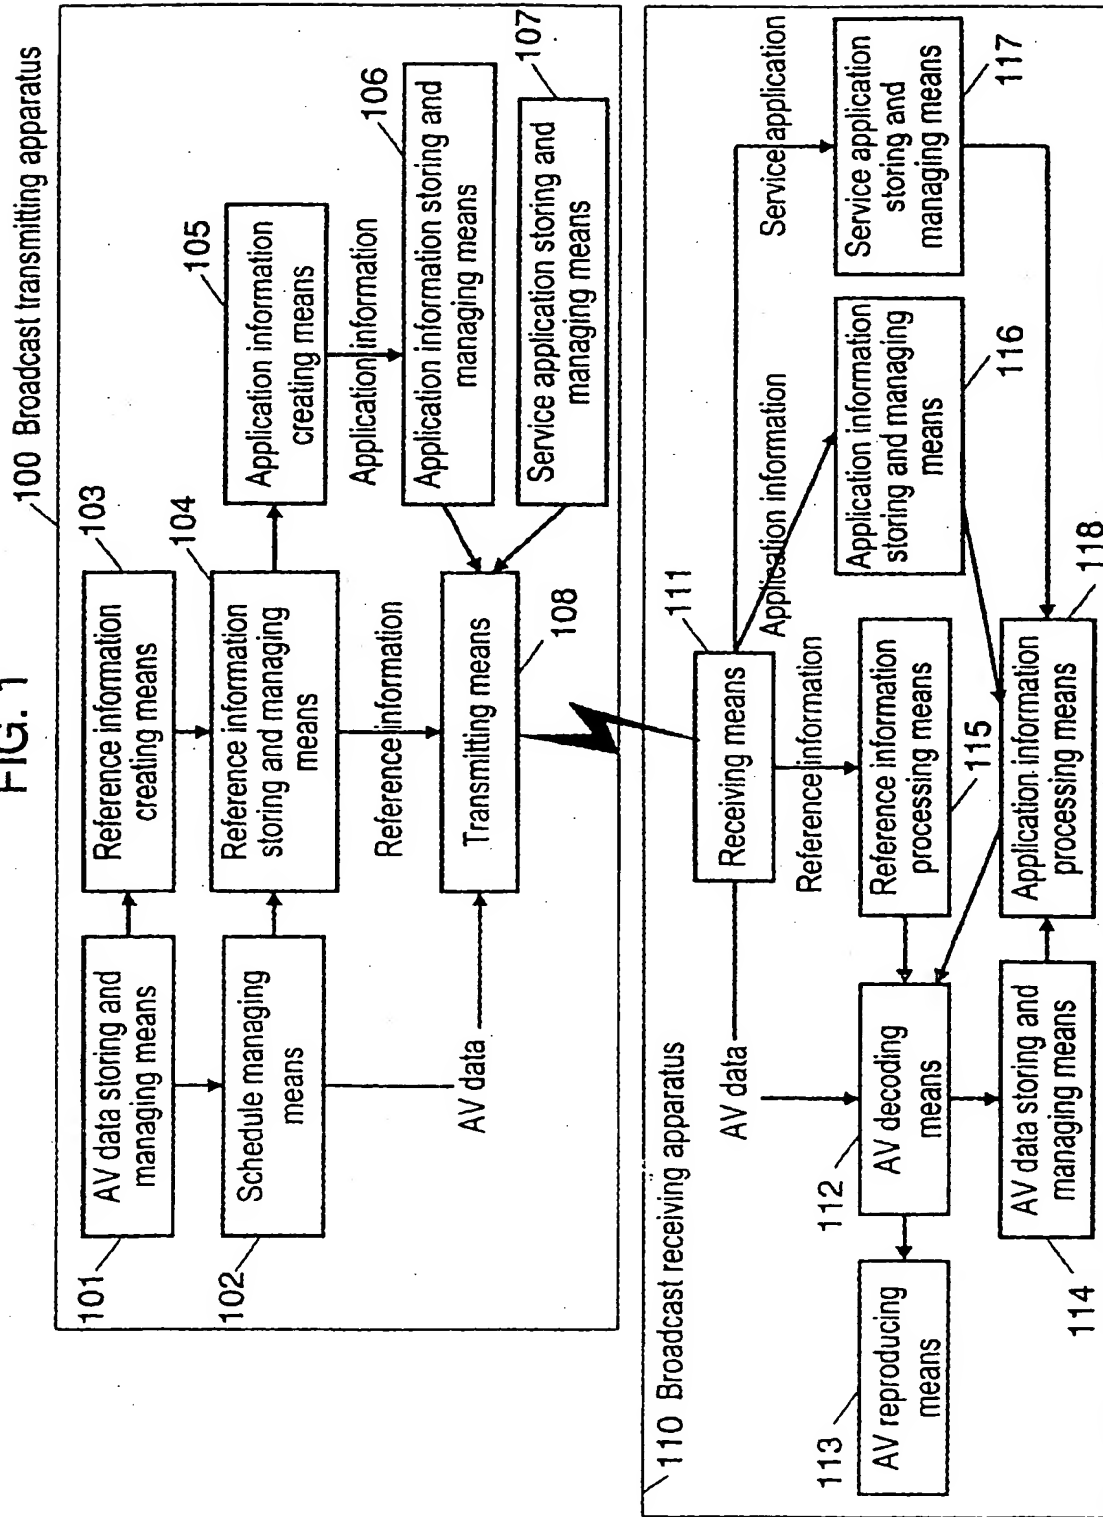 FIG. 1
100 Broadcast transmitting apparatus
101
AV data storing and
managing means
102
Schedule managing
means
103
Reference information
creating means
104
Reference information
storing and managing
means
105
Application information
creating means
Application information
106
Application information storing and
managing means
107
Service application storing and
managing means
Reference information
AV data
Transmitting means
108
110 Broadcast receiving apparatus
Receiving means
111
AV data
Reference information
Application information
Service application
112
AV decoding
means
113
AV reproducing
means
114
AV data storing and
managing means
Reference information
processing means
115
Application information
storing and managing
means
116
Service application
storing and
managing means
117
Application information
processing means
118